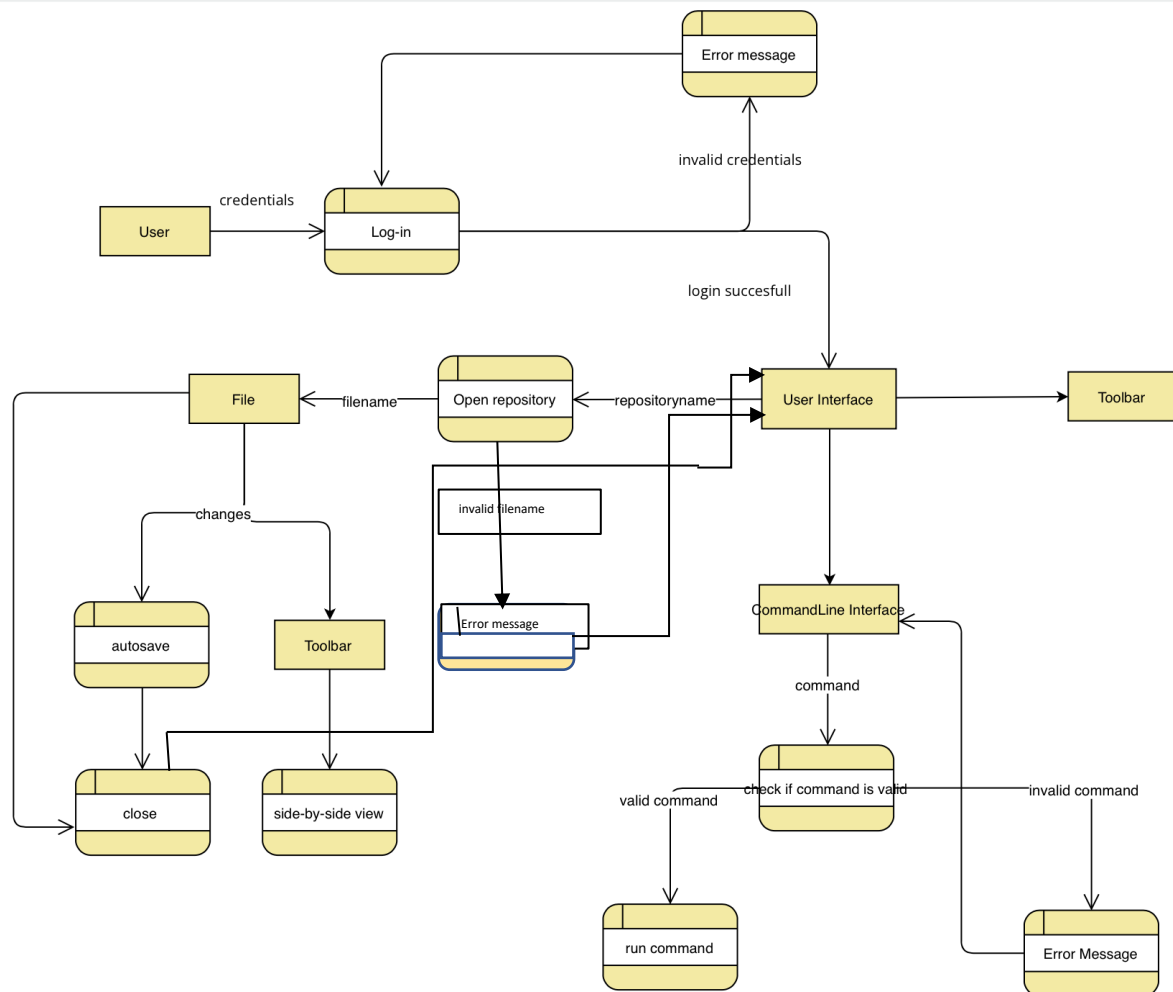 Error message
invalid credentials
credentials
User
Log-in
login succesfull
File
filename
Open repository
repositoryname
User Interface
Toolbar
invalid filename
changes
CommandLine Interface
Error message
autosave
Toolbar
command
close
side-by-side view
valid command
check if command is valid
invalid command
run command
Error Message